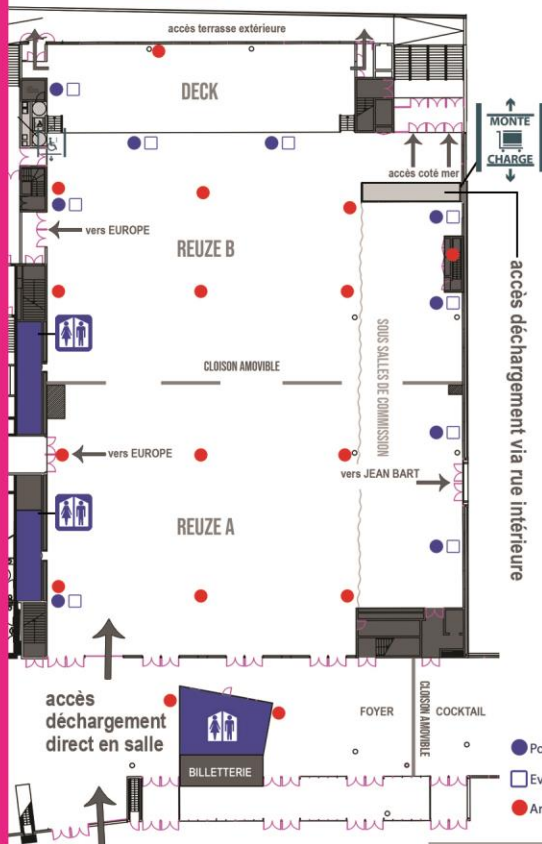 accès terrasse extérieure
DECK
MONTE
CHARGE
accès coté mer
vers EUROPE
REUZE B
accès déchargement via rue intérieure
SOUS SALLES DE COMMISSION
CLOISON AMOVIBLE
vers EUROPE
vers JEAN BART
REUZE A
accès
déchargement
direct en salle
FOYER
CLOISON AMOVIBLE
COCKTAIL
BILLETTERIE
Po
Ev
Ar